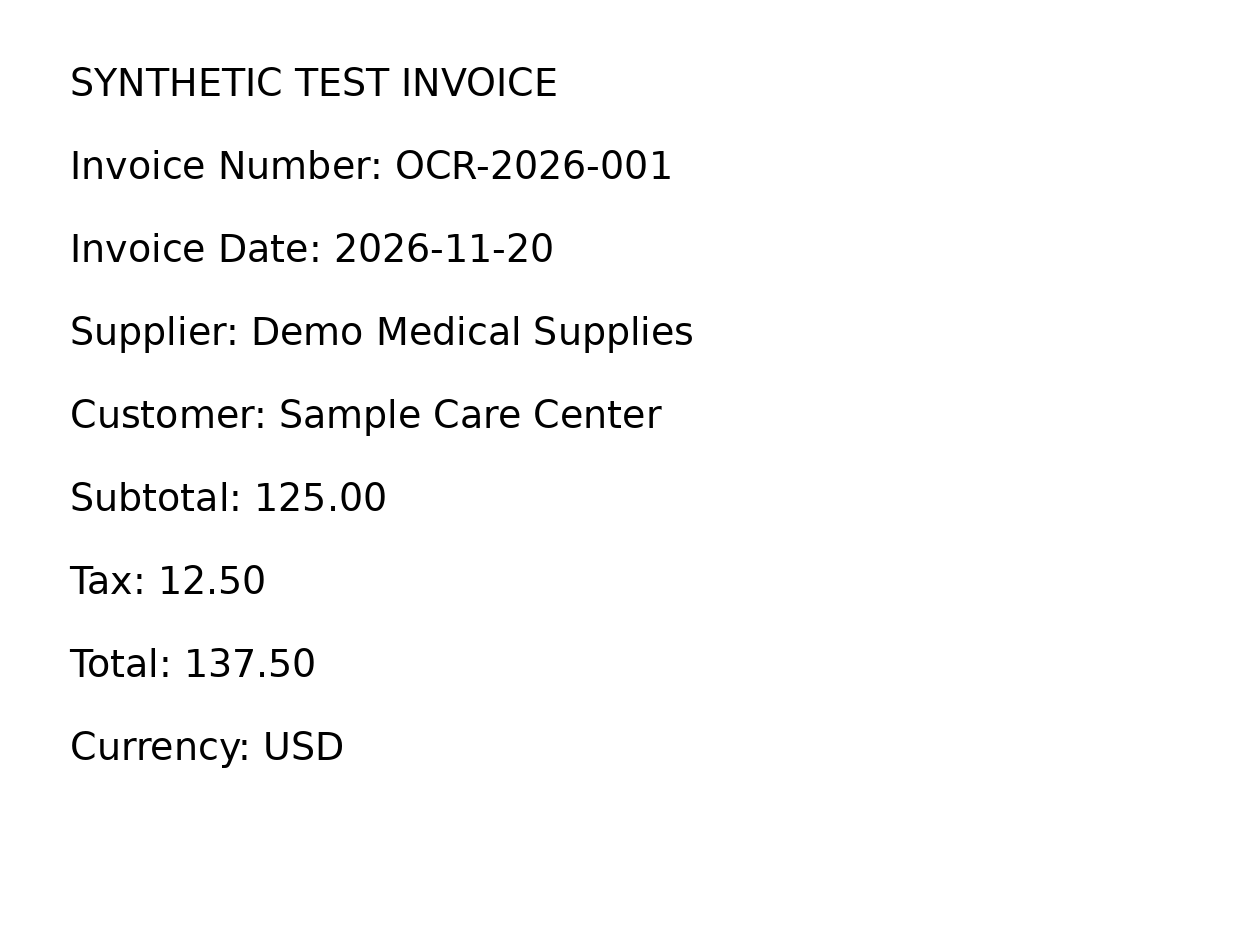 SYNTHETIC TEST INVOICE
Invoice Number: OCR-2026-001
Invoice Date: 2026-11-20
Supplier: Demo Medical Supplies
Customer: Sample Care Center
Subtotal: 125.00
Tax: 12.50
Total: 137.50
Currency: USD